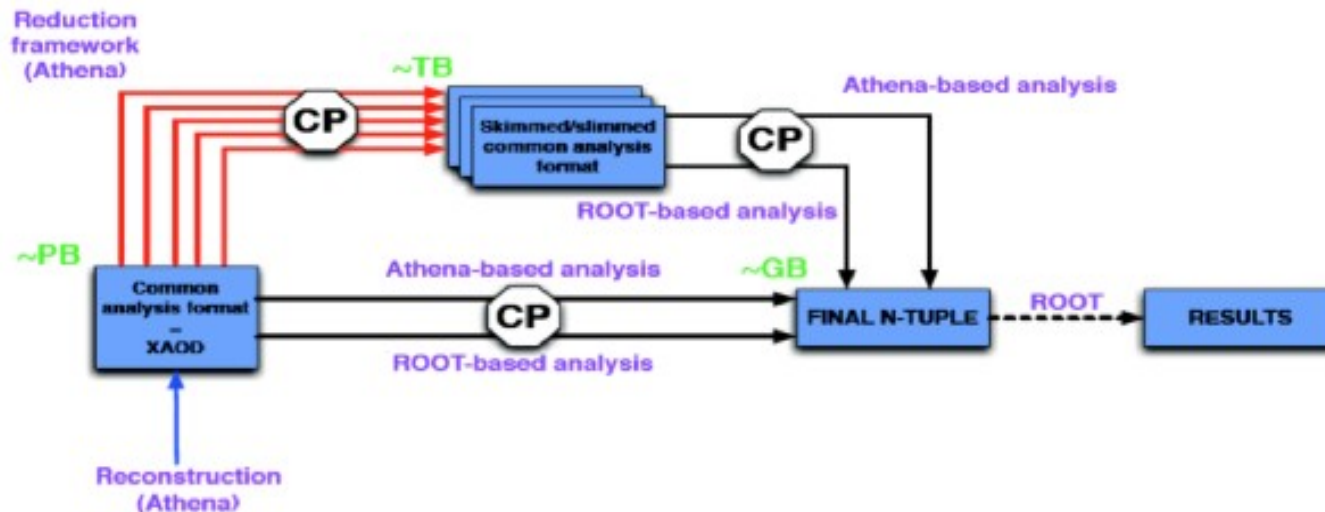 Reduction
framework
(Athena)
~TB
CP
Skimmed/slimmed
common analysis
format
CP
Athena-based analysis
ROOT-based analysis
~PB
Common
analysis format
–
XAOD
Athena-based analysis
CP
ROOT-based analysis
~GB
FINAL N-TUPLE
ROOT
RESULTS
Reconstruction
(Athena)